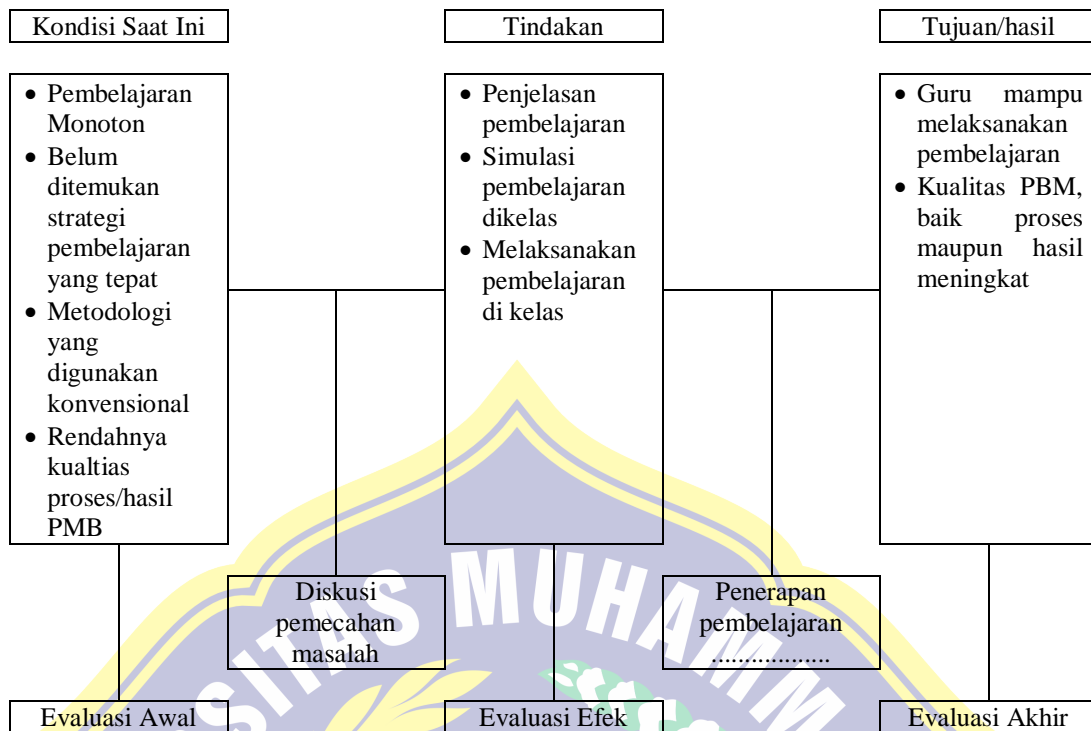 Kondisi Saat Ini
Tindakan
Tujuan/hasil
• Pembelajaran
Monoton
• Belum
ditemukan
strategi
pembelajaran
yang tepat
• Metodologi
yang
digunakan
konvensional
• Rendahnya
kualtias
proses/hasil
PMB
• Penjelasan
pembelajaran
• Simulasi
pembelajaran
dikelas
• Melaksanakan
pembelajaran
di kelas
• Guru mampu
melaksanakan
pembelajaran
• Kualitas PBM,
baik proses
maupun hasil
meningkat
Diskusi
pemecahan
masalah
Penerapan
pembelajaran
..................
Evaluasi Awal
Evaluasi Efek
Evaluasi Akhir
SITAS MUHAMM